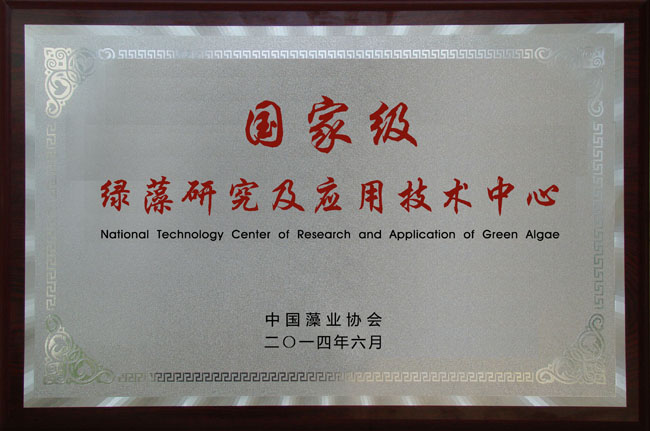 国家级
绿藻研究及应用技术中心
National Technology Center of Research and Application of Green Algae
中国藻业协会
二〇一四年六月